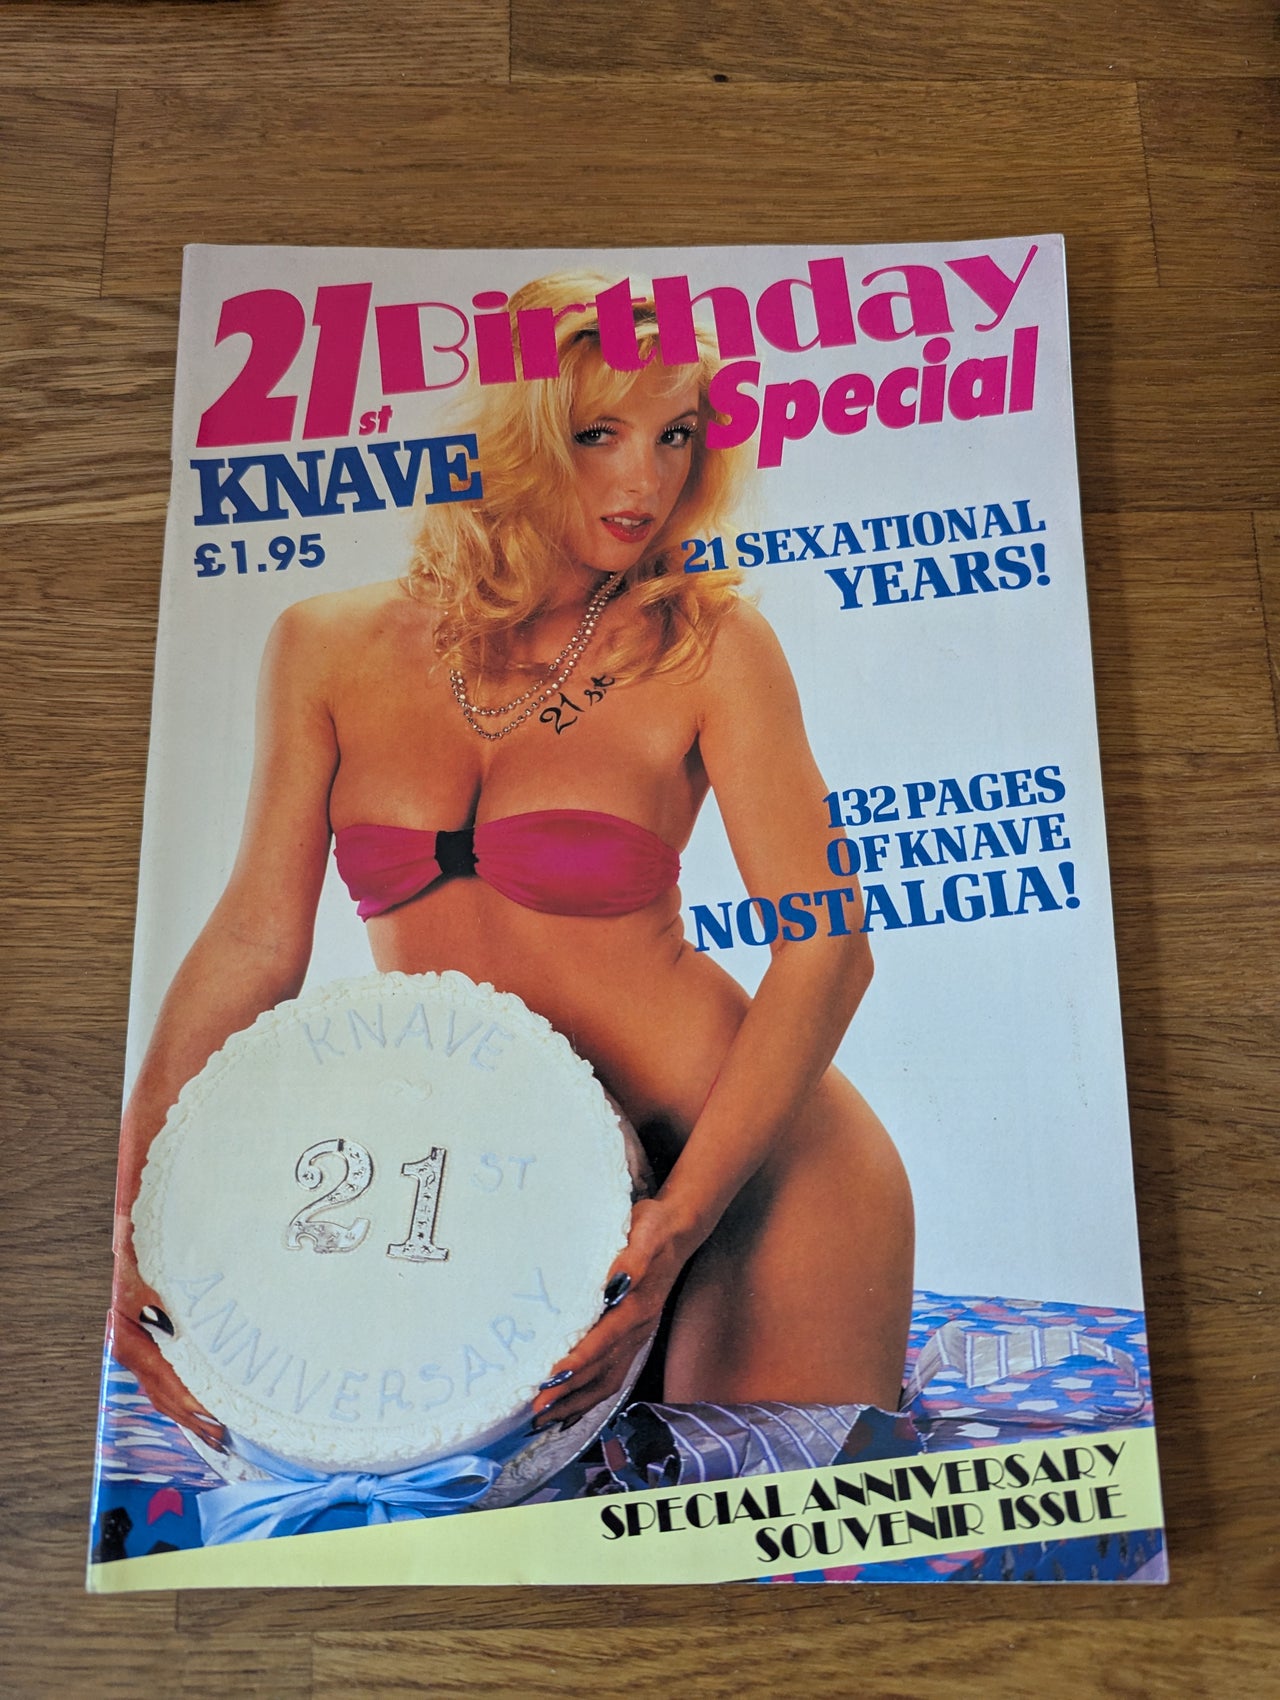 21st Birthday
Special
KNAVE
£1.95
21 SEXATIONAL
YEARS!
21st
132 PAGES
OF KNAVE
NOSTALGIA!
KNAVE
21 ST
ANNIVERSARY
SPECIAL ANNIVERSARY
SOUVENIR ISSUE